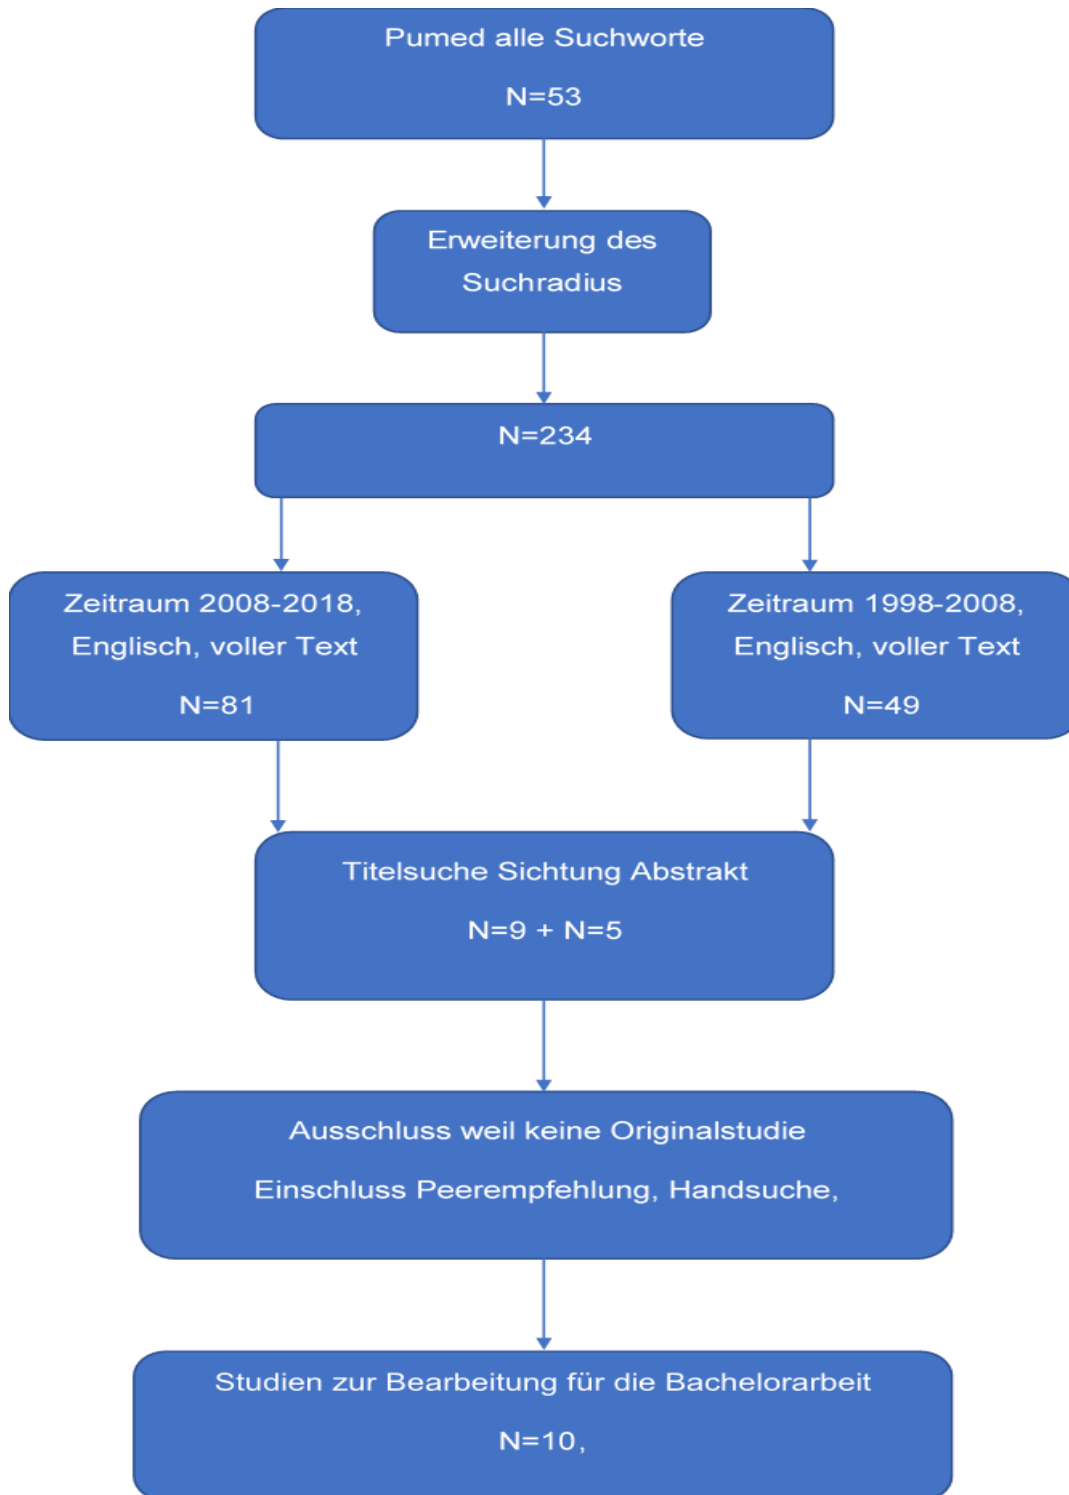 Pumed alle Suchworte
N=53
Erweiterung des
Suchradius
N=234
Zeitraum 2008-2018,
Englisch, voller Text
N=81
Zeitraum 1998-2008,
Englisch, voller Text
N=49
Titelsuche Sichtung Abstrakt
N=9 + N=5
Ausschluss weil keine Originalstudie
Einschluss Peerempfehlung, Handsuche,
Studien zur Bearbeitung für die Bachelorarbeit
N=10,